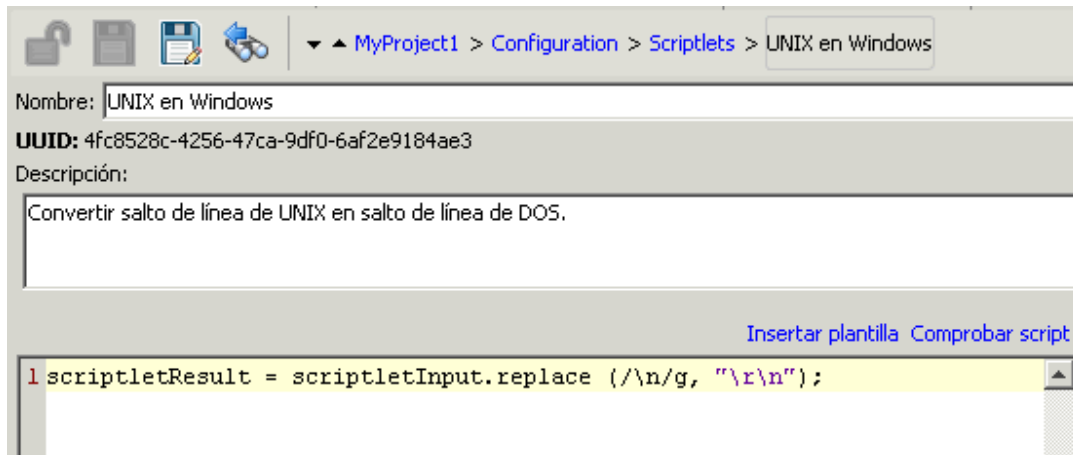 MyProject1 > Configuration > Scriptlets > UNIX en Windows
Nombre: UNIX en Windows
UUID: 4fc8528c-4256-47ca-9df0-6af2e9184ae3
Descripción:
Convertir salto de línea de UNIX en salto de línea de DOS.
Insertar plantilla Comprobar script
1 scriptletResult = scriptletInput.replace (/\n/g, "\r\n");